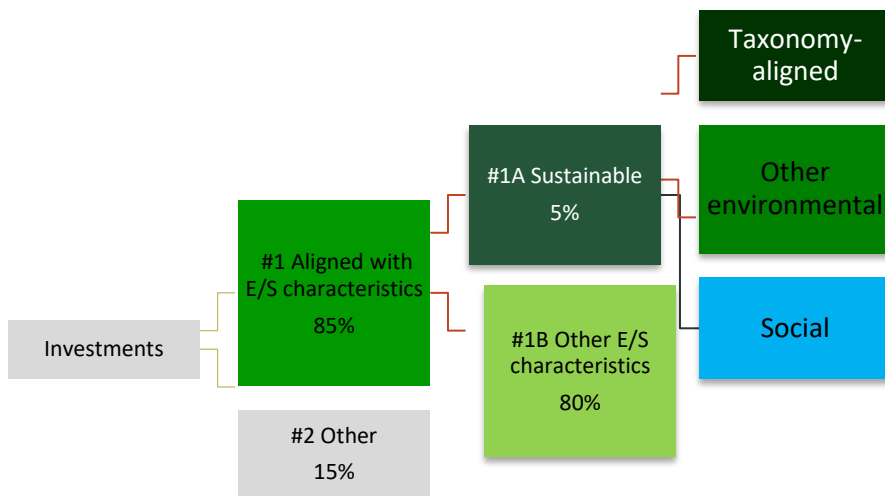 Taxonomy-
aligned
#1A Sustainable
5%
Other
environmental
#1 Aligned with
E/S characteristics
85%
Investments
#1B Other E/S
characteristics
80%
Social
#2 Other
15%